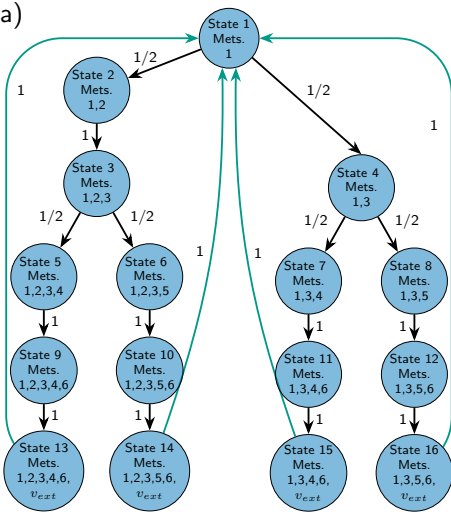 a)
State 1
Mets.
1
1/2
1/2
State 2
Mets.
1,2
1
1
1
State 3
Mets.
1,2,3
State 4
Mets.
1,3
1/2
1/2
1/2
1/2
State 5
Mets.
1,2,3,4
State 6
Mets.
1,2,3,5
1
1
State 7
Mets.
1,3,4
State 8
Mets.
1,3,5
1
1
1
1
State 9
Mets.
1,2,3,4,6
State 10
Mets.
1,2,3,5,6
State 11
Mets.
1,3,4,6
State 12
Mets.
1,3,5,6
1
1
1
1
State 13
Mets.
1,2,3,4,6,
v_ext
State 14
Mets.
1,2,3,5,6,
v_ext
State 15
Mets.
1,3,4,6,
v_ext
State 16
Mets.
1,3,5,6,
v_ext